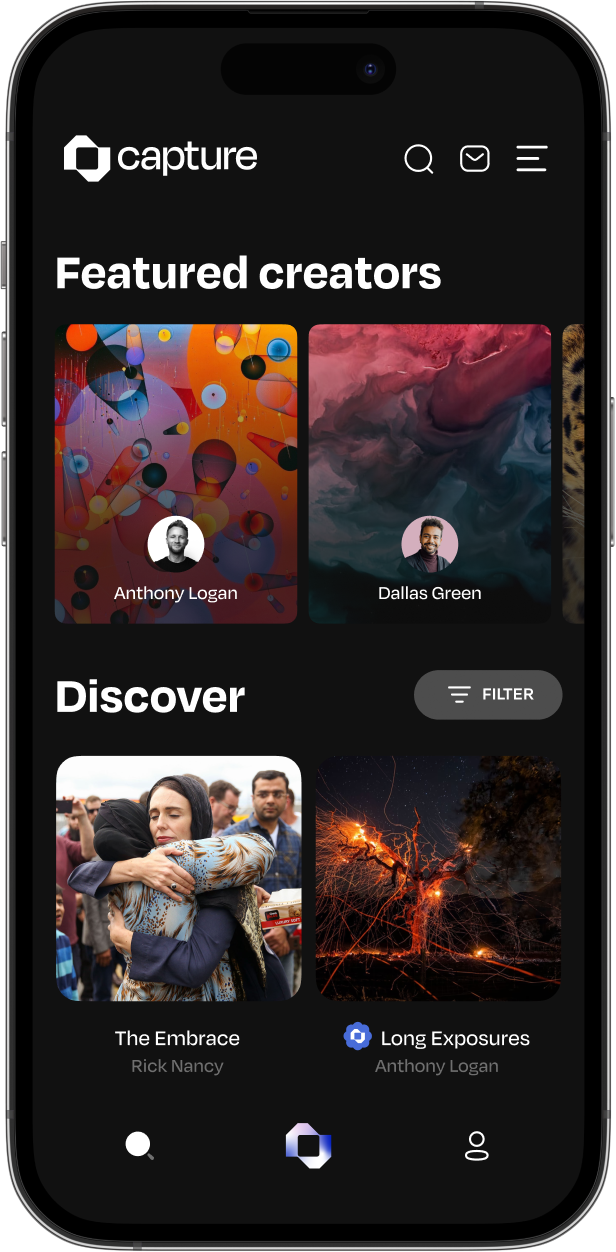 capture
Featured creators
Anthony Logan
Dallas Green
Discover
FILTER
The Embrace
Rick Nancy
Long Exposures
Anthony Logan